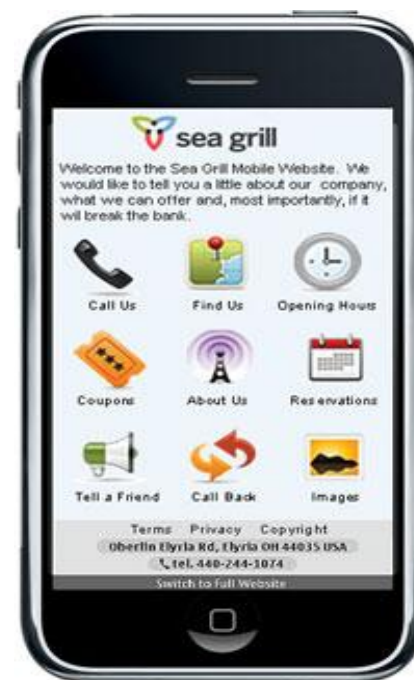 sea grill
Welcome to the Sea Grill Mobile Website. We
would like to tell you a little about our company,
what we can offer and, most importantly, if it
wil break the bank.
Call Us Find Us Opening Hours
Coupons About Us Reservations
Tell a Friend Call Back Images
Terms Privacy Copyright
Oberlin Elyria Rd, Elyria OH 44035 USA
tel. 440-244-1074
Switch to Full Website